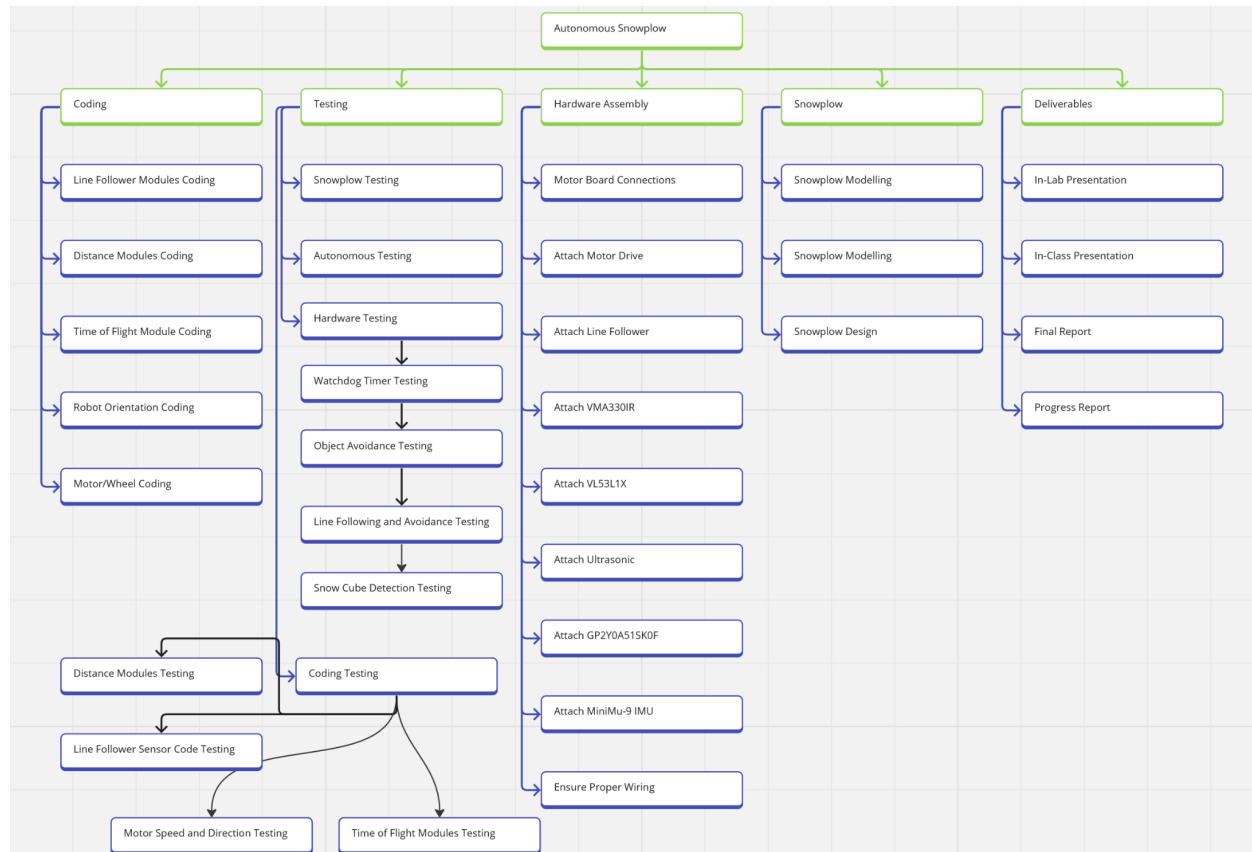 Autonomous Snowplow
Coding
Testing
Hardware Assembly
Snowplow
Deliverables
Line Follower Modules Coding
Distance Modules Coding
Time of Flight Module Coding
Robot Orientation Coding
Motor/Wheel Coding
Snowplow Testing
Autonomous Testing
Hardware Testing
Watchdog Timer Testing
Object Avoidance Testing
Line Following and Avoidance Testing
Snow Cube Detection Testing
Coding Testing
Distance Modules Testing
Line Follower Sensor Code Testing
Motor Speed and Direction Testing
Time of Flight Modules Testing
Motor Board Connections
Attach Motor Drive
Attach Line Follower
Attach VMA330IR
Attach VL53L1X
Attach Ultrasonic
Attach GP2Y0A51SK0F
Attach MiniMu-9 IMU
Ensure Proper Wiring
Snowplow Modelling
Snowplow Modelling
Snowplow Design
In-Lab Presentation
In-Class Presentation
Final Report
Progress Report